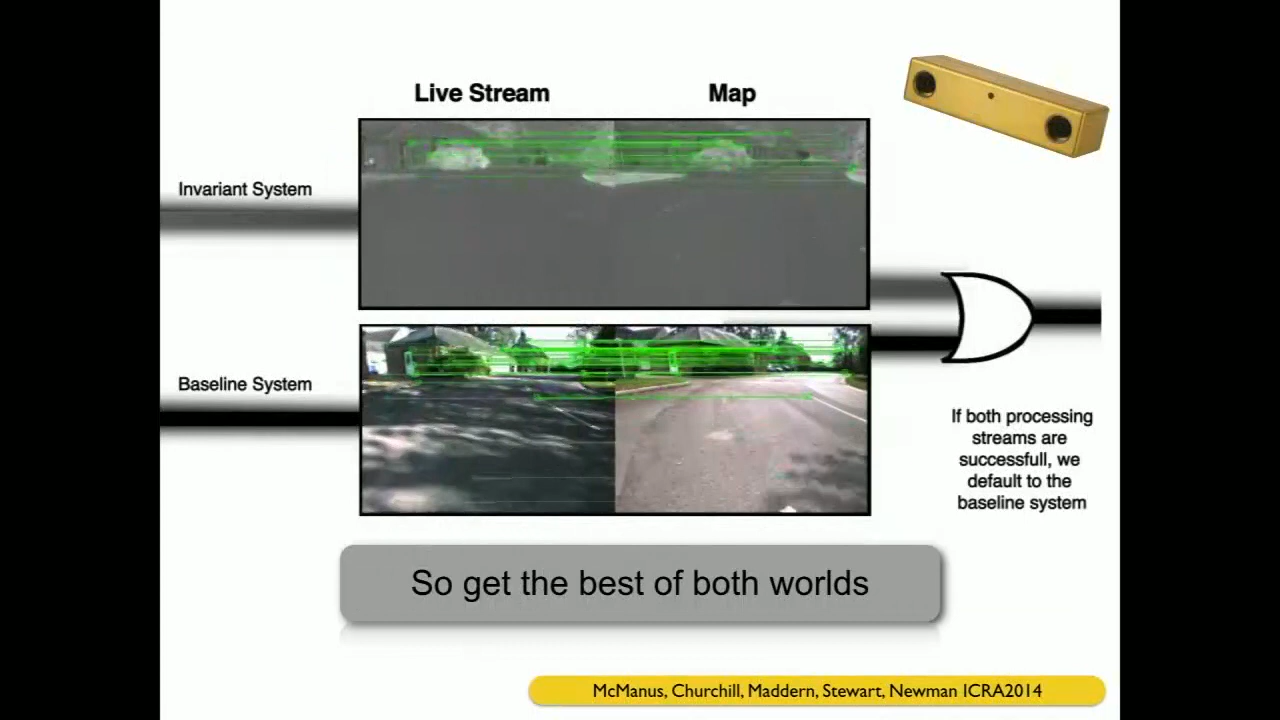 Live Stream
Map
Invariant System
Baseline System
If both processing
streams are
successfull, we
default to the
baseline system
So get the best of both worlds
McManus, Churchill, Maddern, Stewart, Newman ICRA2014